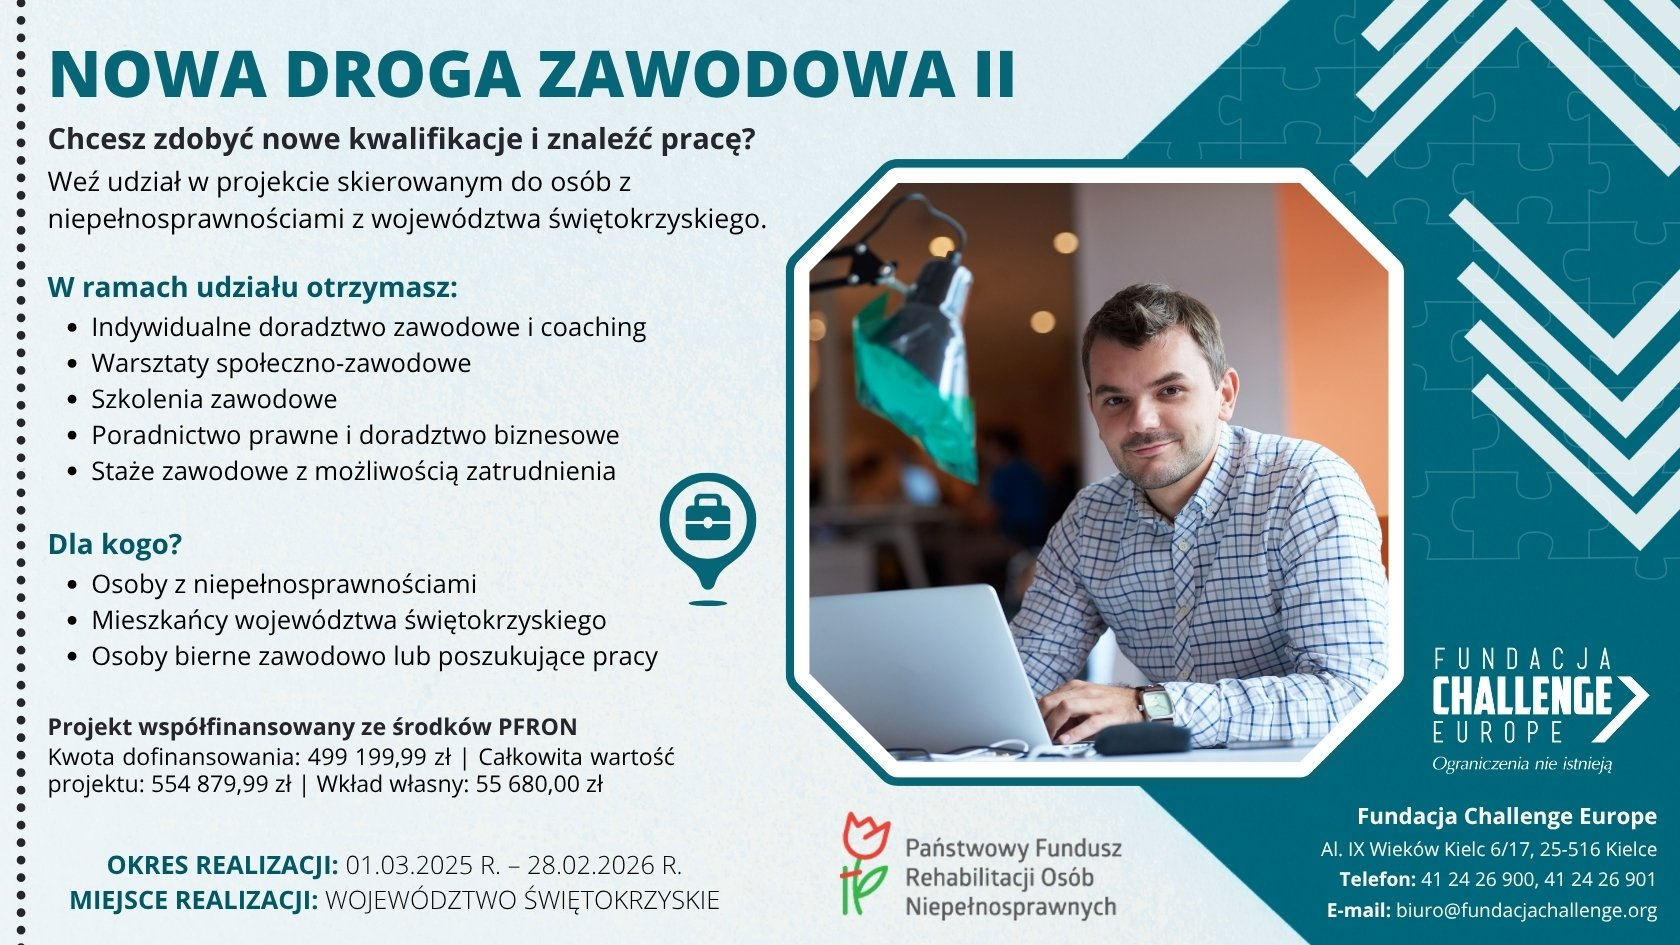 NOWA DROGA ZAWODOWA II
Chcesz zdobyć nowe kwalifikacje i znaleźć pracę?
Weź udział w projekcie skierowanym do osób z
niepełnosprawnościami z województwa świętokrzyskiego.
W ramach udziału otrzymasz:
• Indywidualne doradztwo zawodowe i coaching
• Warsztaty społeczno-zawodowe
• Szkolenia zawodowe
• Poradnictwo prawne i doradztwo biznesowe
• Staże zawodowe z możliwością zatrudnienia
Dla kogo?
• Osoby z niepełnosprawnościami
• Mieszkańcy województwa świętokrzyskiego
• Osoby bierne zawodowo lub poszukujące pracy
Projekt współfinansowany ze środków PFRON
Kwota dofinansowania: 499 199,99 zł | Całkowita wartość
projektu: 554 879,99 zł | Wkład własny: 55 680,00 zł
OKRES REALIZACJI: 01.03.2025 R. – 28.02.2026 R.
MIEJSCE REALIZACJI: WOJEWÓDZTWO ŚWIĘTOKRZYSKIE
Państwowy Fundusz
Rehabilitacji Osób
Niepełnosprawnych
FUNDACJA
CHALLENGE
EUROPE
Ograniczenia nie istnieją
Fundacja Challenge Europe
Al. IX Wieków Kielc 6/17, 25-516 Kielce
Telefon: 41 24 26 900, 41 24 26 901
E-mail: biuro@fundacjachallenge.org